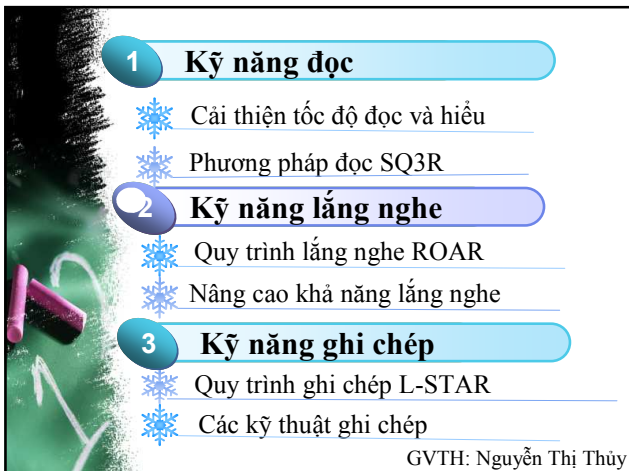 1 Kỹ năng đọc
Cải thiện tốc độ đọc và hiểu
Phương pháp đọc SQ3R
2 Kỹ năng lắng nghe
Quy trình lắng nghe ROAR
Nâng cao khả năng lắng nghe
3 Kỹ năng ghi chép
Quy trình ghi chép L-STAR
Các kỹ thuật ghi chép
GVTH: Nguyễn Thị Thủy